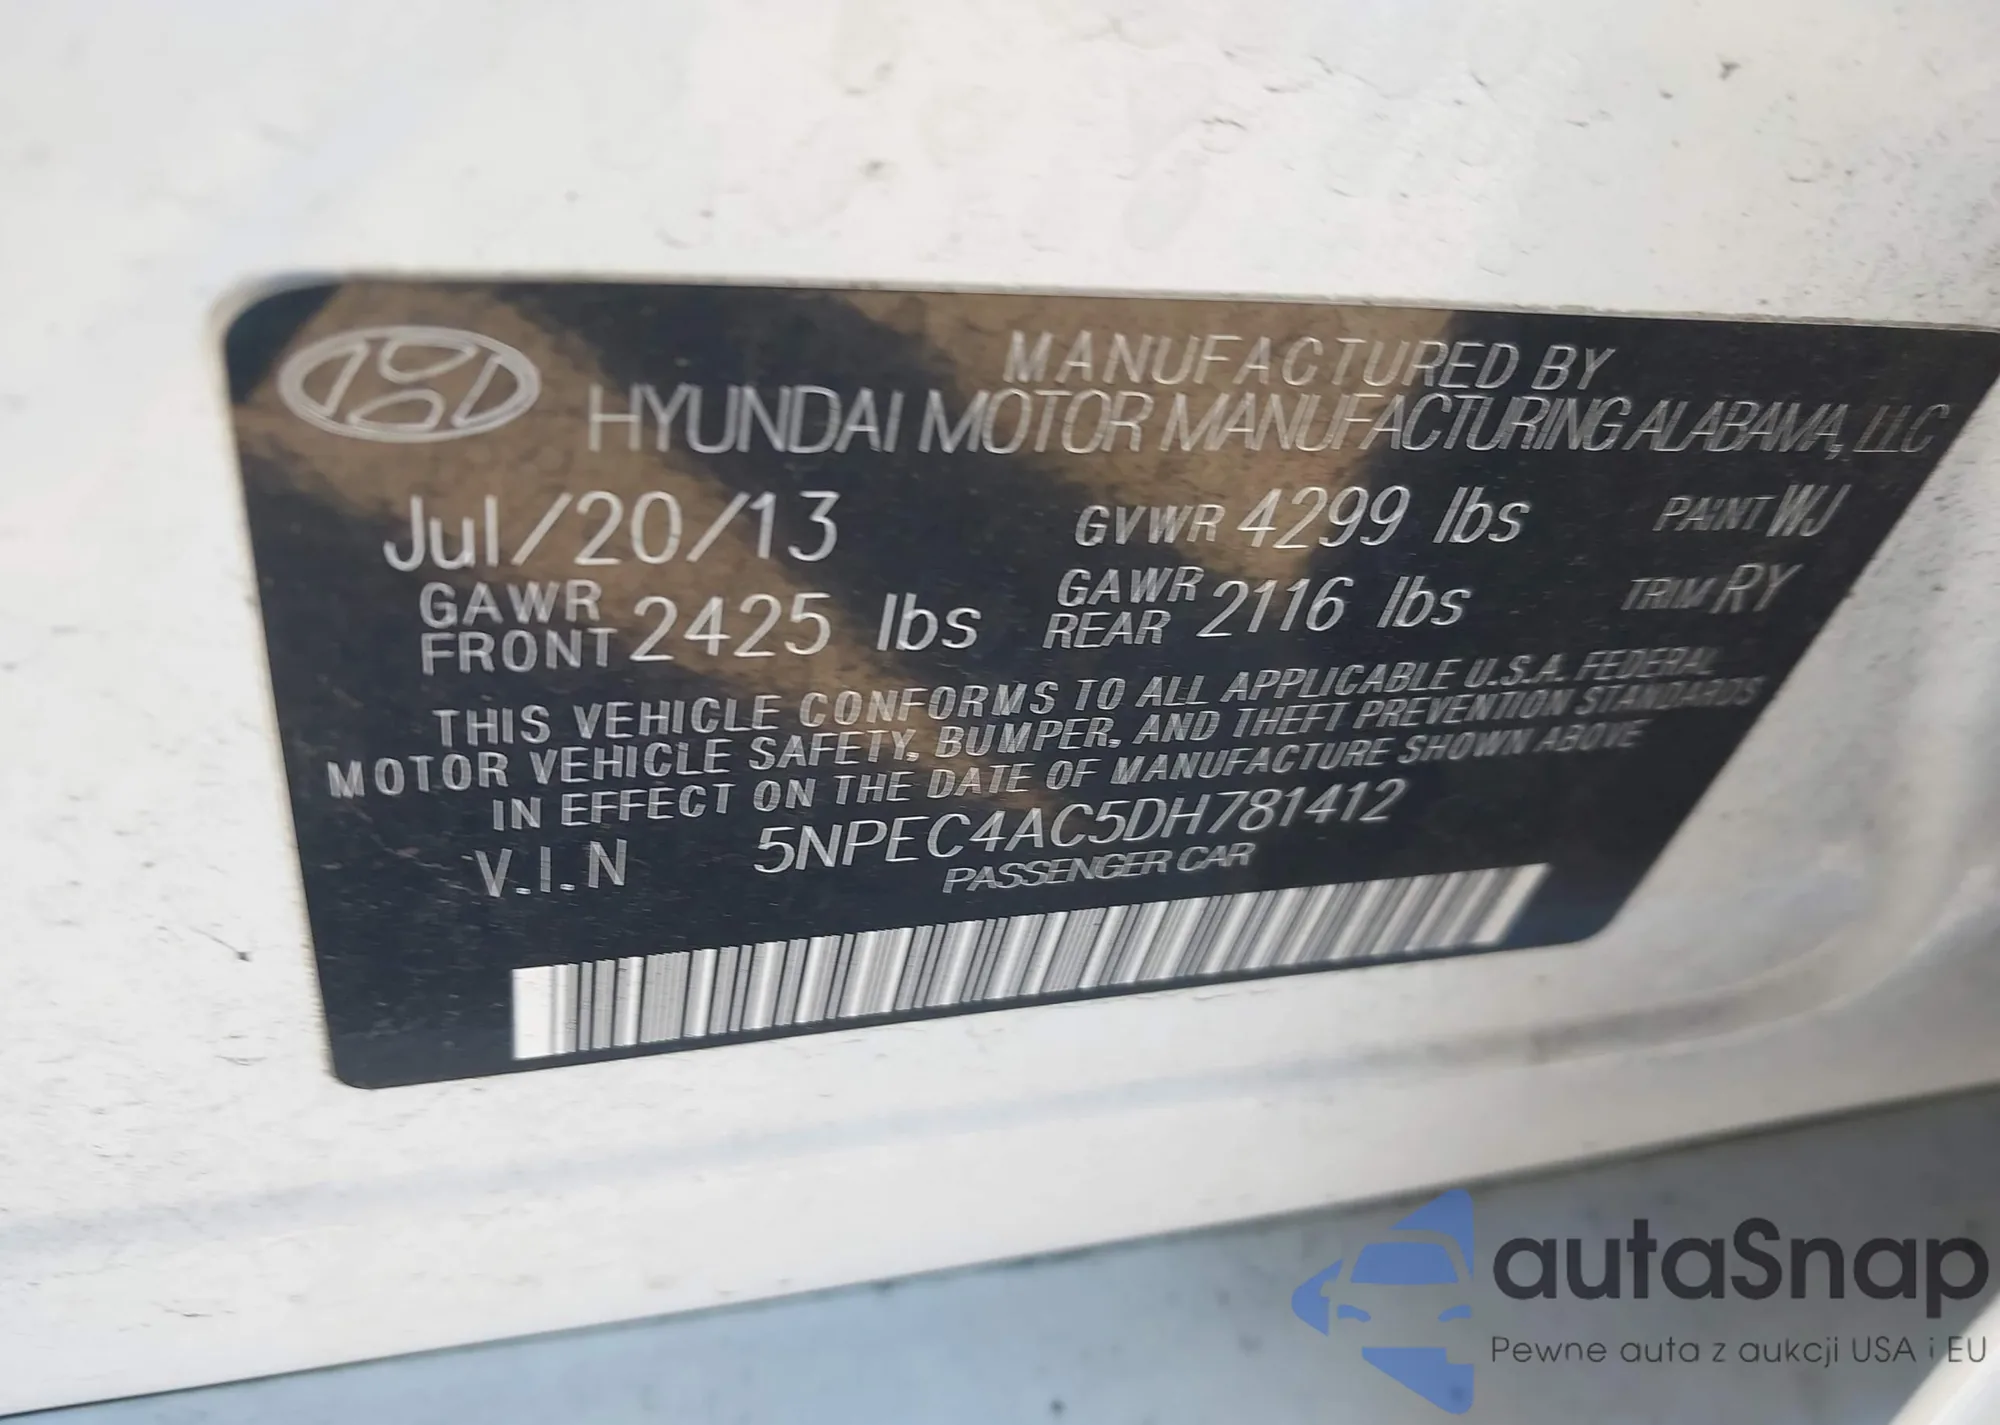 MANUFACTURED BY
HYUNDAI MOTOR MANUFACTURING ALABAMA, LLC
Jul/20/13 GVWR 4299 lbs PAINT WJ
GAWR FRONT 2425 lbs GAWR REAR 2116 lbs TRIM RY
THIS VEHICLE CONFORMS TO ALL APPLICABLE U.S.A. FEDERAL
MOTOR VEHICLE SAFETY, BUMPER, AND THEFT PREVENTION STANDARDS
IN EFFECT ON THE DATE OF MANUFACTURE SHOWN ABOVE
V.I.N 5NPEC4AC5DH781412
PASSENGER CAR
autaSnap
Pewne auta z aukcji USA i EU